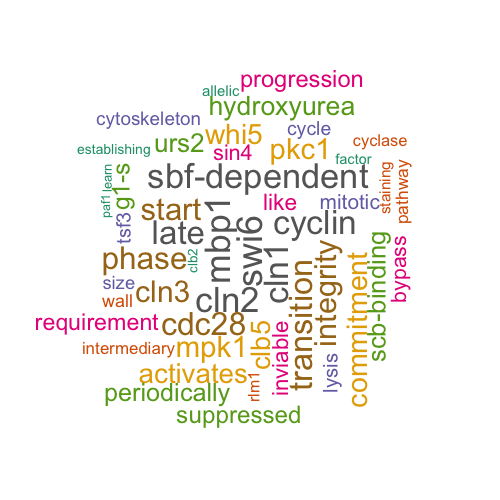 progression
allelic
hydroxyurea
cytoskeleton
whi5
cycle
urs2
pkc1
cyclase
establishing
sin4
factor
sbf-dependent
staining
pathway
paf1
learn
g1-s
like
mitotic
start
mbp1
cyclin
tsf3
late
swi6
phase
clb2
cln1
integrity
scb-binding
bypass
size
cln3
transition
commitment
wall
cln2
requirement
cdc28
clb5
inviable
intermediary
mpk1
lysis
activates
rlm1
periodically
suppressed